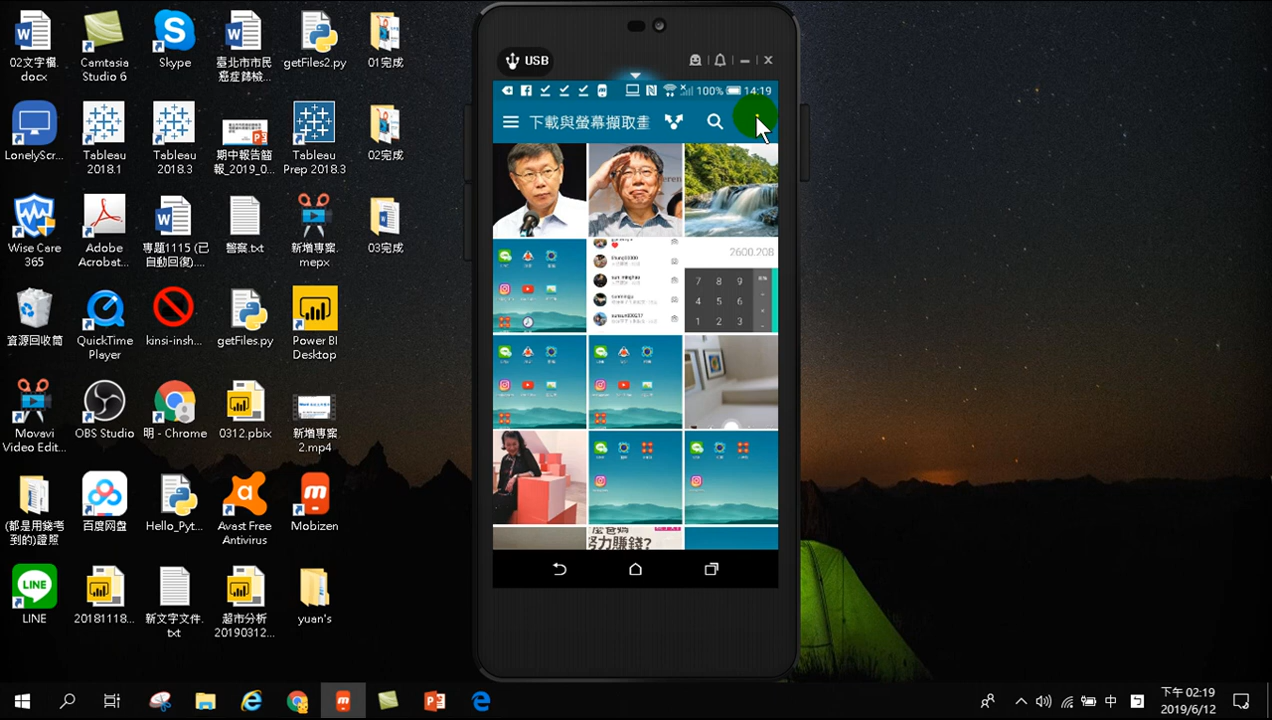 02文字檔.
docx
Camtasia
Studio 6
Skype
臺北市市民
癌症篩檢...
getFiles2.py
01完成
LonelyScr...
Tableau
2018.1
Tableau
2018.3
期中報告簡
報_2019_0...
Tableau
Prep 2018.3
02完成
Wise Care
365
Adobe
Acrobat...
專題1115 (已
自動回復)....
警察.txt
新增專案.
mepx
03完成
資源回收筒
QuickTime
Player
kinsi-insh...
getFiles.py
Power BI
Desktop
Movavi
Video Edit...
OBS Studio
明 - Chrome
0312.pbix
新增專案
2.mp4
(都是用錢考
到的)證照
百度网盘
Hello_Pyt...
Avast Free
Antivirus
Mobizen
LINE
20181118...
新文字文件.
txt
超市分析
20190312...
yuan's
USB
100% 14:19
下載與螢幕擷取畫
2600.208
7 8 9
4 5 6
1 2 3
努力賺錢?
中
下午 02:19
2019/6/12